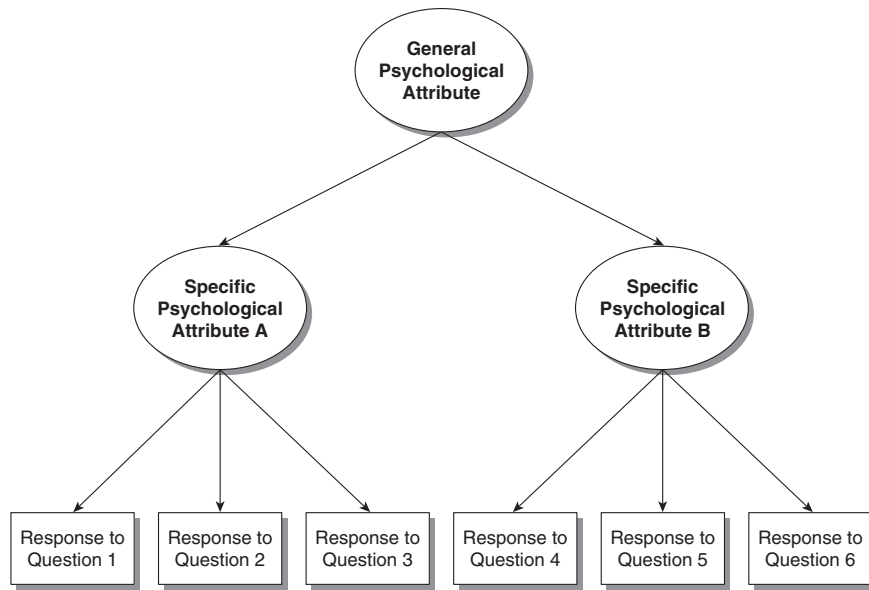 General
Psychological
Attribute
Specific
Psychological
Attribute A
Specific
Psychological
Attribute B
Response to
Question 1
Response to
Question 2
Response to
Question 3
Response to
Question 4
Response to
Question 5
Response to
Question 6